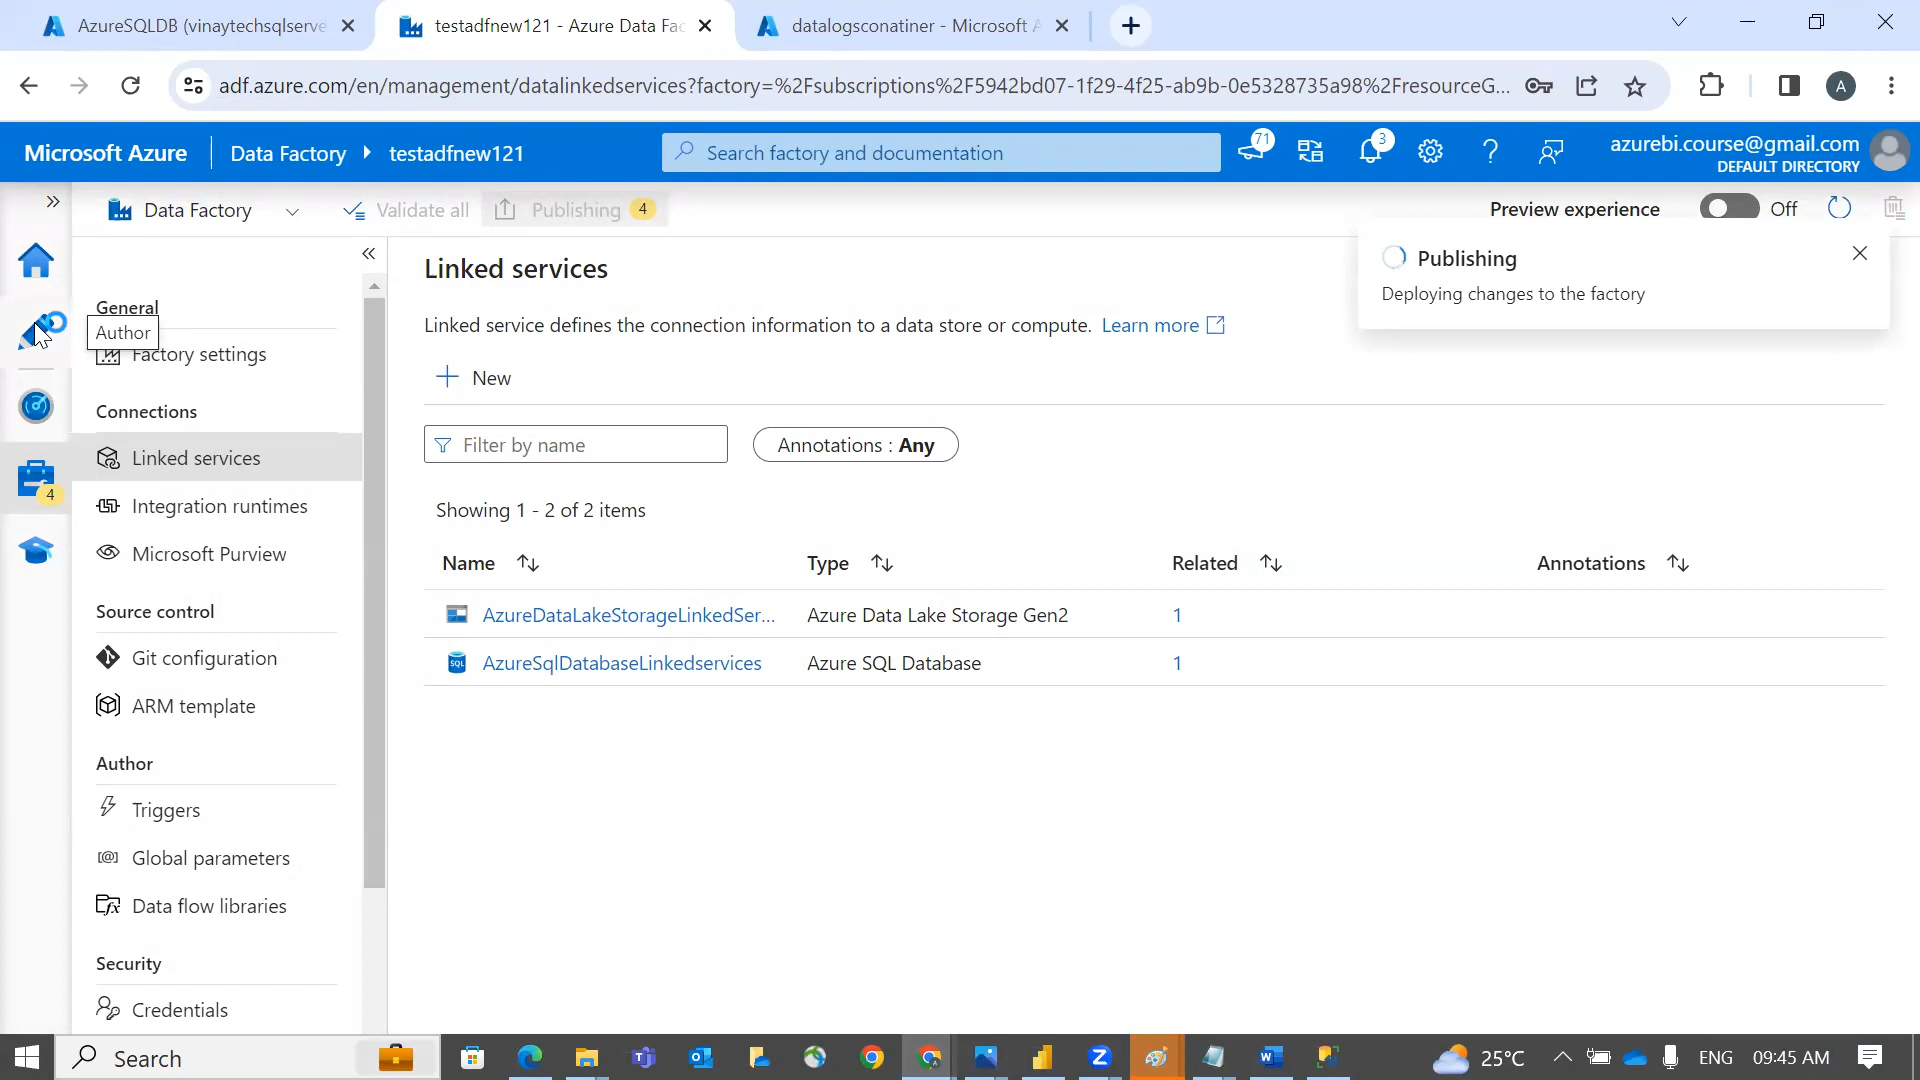 AzureSQLDB (vinaytechsqlserve
testadfnew121 - Azure Data Fac
datalogsconatiner - Microsoft A
adf.azure.com/en/management/datalinkedservices?factory=%2Fsubscriptions%2F5942bd07-1f29-4f25-ab9b-0e5328735a98%2FresourceG...
A
Microsoft Azure
Data Factory
testadfnew121
Search factory and documentation
71
3
azurebi.course@gmail.com
DEFAULT DIRECTORY
Data Factory
Validate all
Publishing 4
Preview experience
Off
Publishing
Deploying changes to the factory
General
Author
Factory settings
Connections
Linked services
4
Integration runtimes
Microsoft Purview
Source control
Git configuration
ARM template
Author
Triggers
Global parameters
Data flow libraries
Security
Credentials
Linked services
Linked service defines the connection information to a data store or compute. Learn more
New
Filter by name
Annotations : Any
Showing 1 - 2 of 2 items
Name Type Related Annotations
AzureDataLakeStorageLinkedSer... Azure Data Lake Storage Gen2 1
SQL AzureSqlDatabaseLinkedservices Azure SQL Database 1
Search
25°C
ENG
09:45 AM